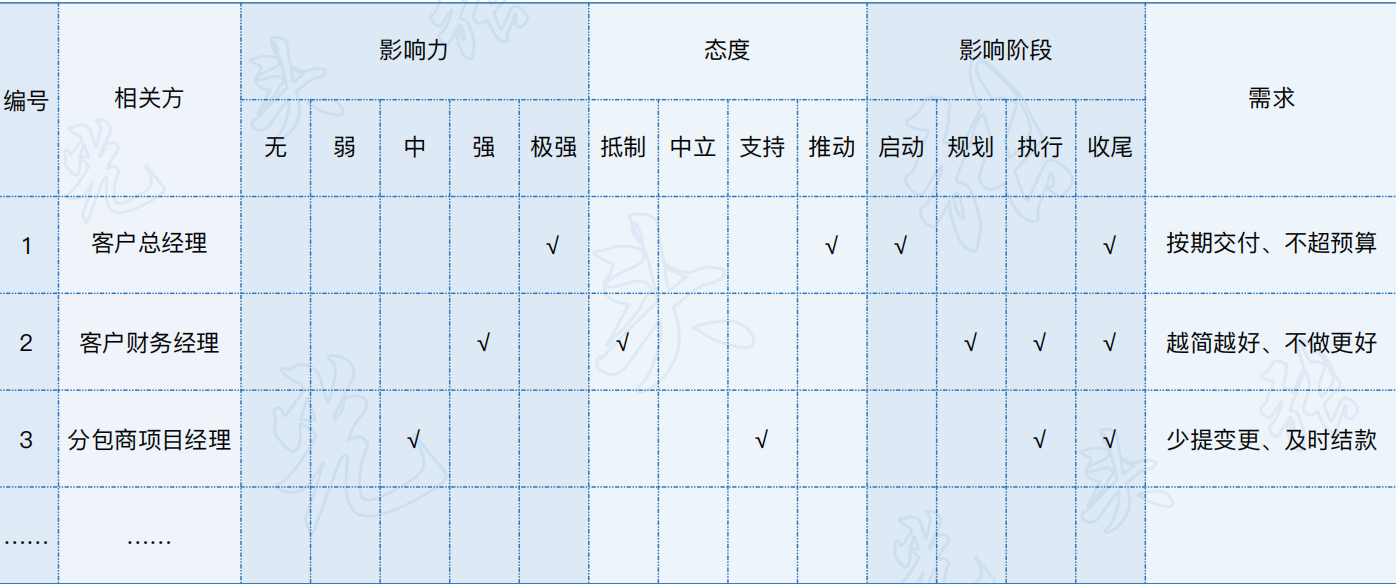 影响力 态度 影响阶段
编号 相关方 需求
无 弱 中 强 极强 抵制 中立 支持 推动 启动 规划 执行 收尾
1 客户总经理 √ √ √ √ 按期交付、不超预算
2 客户财务经理 √ √ √ √ √ 越简越好、不做更好
3 分包商项目经理 √ √ √ √ 少提变更、及时结款
…… ……